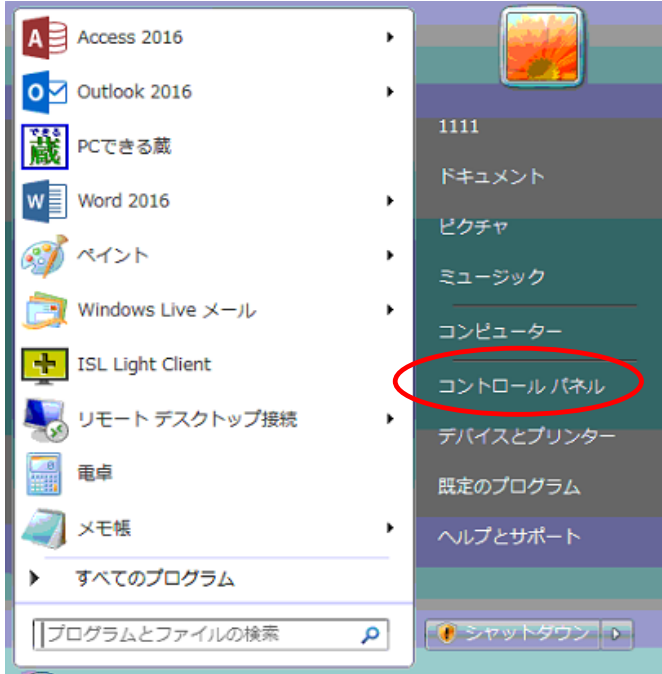 Access 2016
Outlook 2016
PCできる蔵
Word 2016
ペイント
Windows Live メール
ISL Light Client
リモート デスクトップ接続
電卓
メモ帳
すべてのプログラム
プログラムとファイルの検索
1111
ドキュメント
ピクチャ
ミュージック
コンピューター
コントロール パネル
デバイスとプリンター
既定のプログラム
ヘルプとサポート
シャットダウン